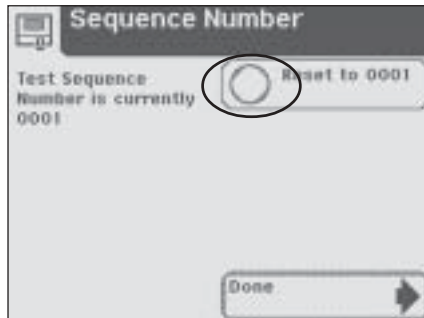 Sequence Number
Test Sequence
Number is currently
0001
Reset to 0001
Done